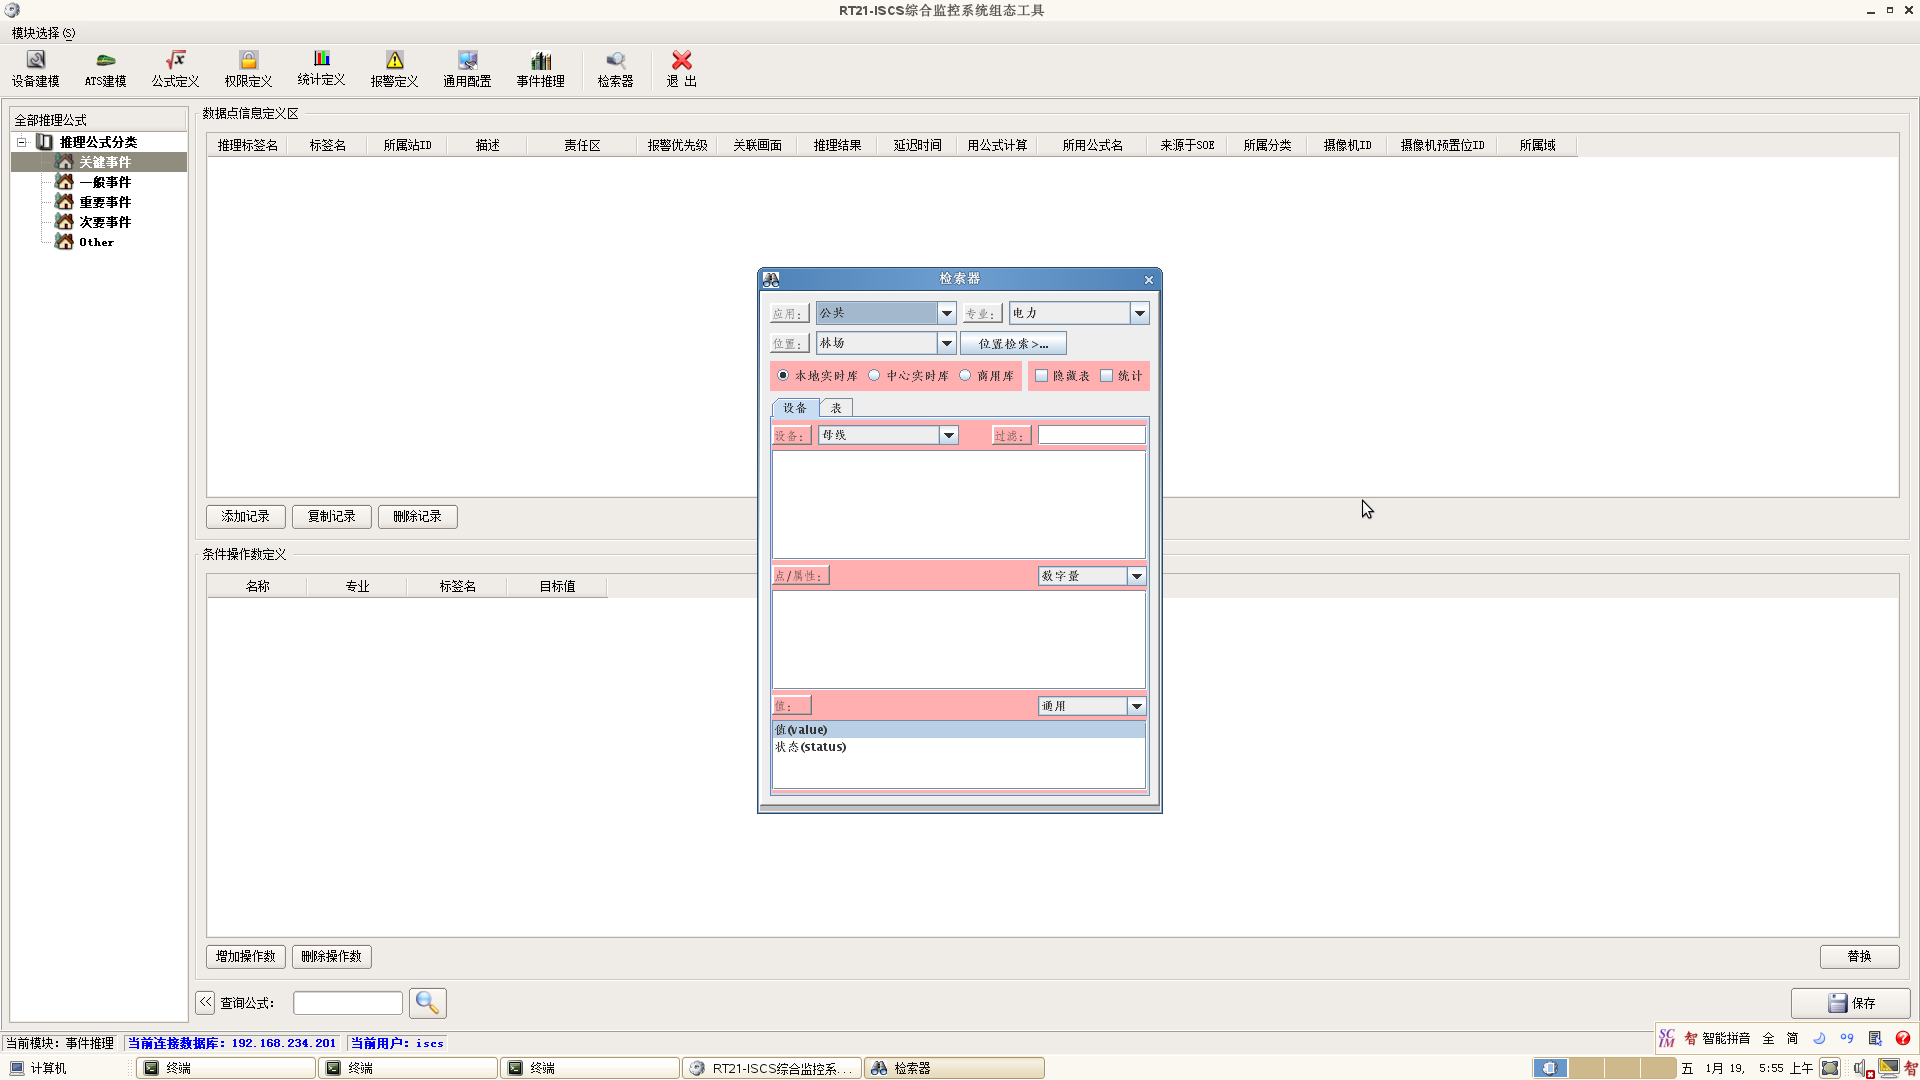 RT21-ISCS综合监控系统组态工具
模块选择 (S)
设备建模 ATS建模 公式定义 权限定义 统计定义 报警定义 通用配置 事件推理 检索器 退 出
全部推理公式
推理公式分类
关键事件
一般事件
重要事件
次要事件
Other
数据点信息定义区
推理标签名 标签名 所属站ID 描述 责任区 报警优先级 关联画面 推理结果 延迟时间 用公式计算 所用公式名 来源于SOE 所属分类 摄像机ID 摄像机预置位ID 所属域
添加记录 复制记录 删除记录
条件操作数定义
名称 专业 标签名 目标值
检索器
应用： 公共 专业： 电力
位置： 林场 位置检索>...
本地实时库 中心实时库 商用库 隐藏表 统计
设备 表
设备： 母线 过滤：
点/属性： 数字量
值： 通用
值(value)
状态(status)
增加操作数 删除操作数 替换
<< 查询公式： 保存
当前模块：事件推理 当前连接数据库：192.168.234.201 当前用户：iscs
SCIM 智 智能拼音 全 简
计算机 终端 终端 终端 RT21-ISCS综合监控系... 检索器 五 1月 19, 5:55 上午 智